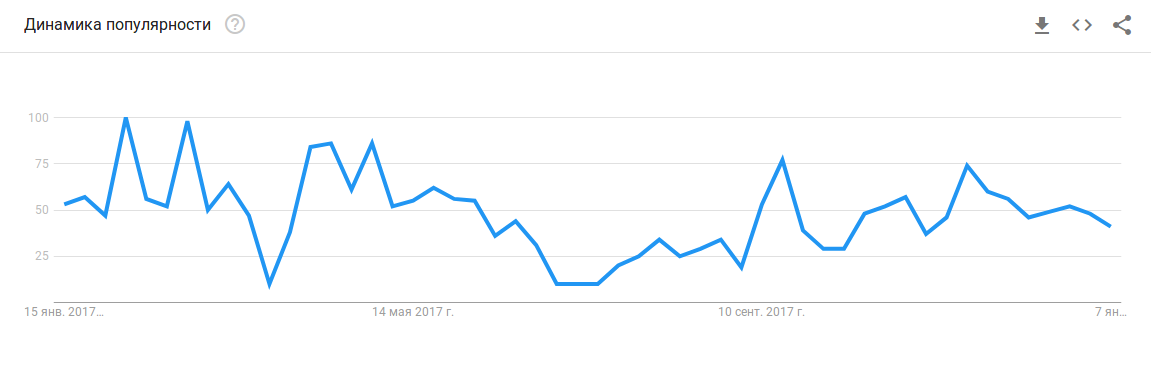 Динамика популярности ?
100
75
50
25
15 янв. 2017…
14 мая 2017 г.
10 сент. 2017 г.
7 ян…